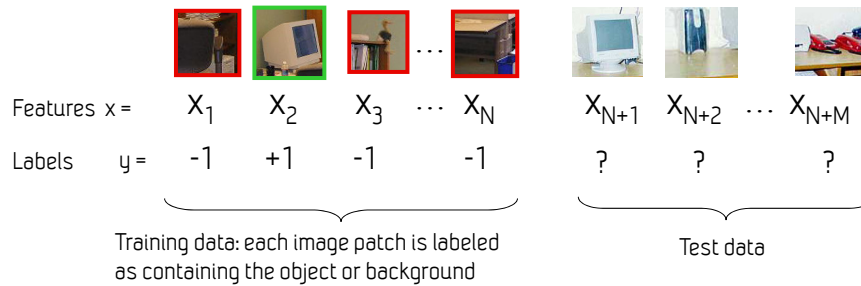 ...
Features x = X1 X2 X3 ... XN XN+1 XN+2 ... XN+M
Labels y = -1 +1 -1 -1 ? ? ?
Training data: each image patch is labeled
as containing the object or background
Test data